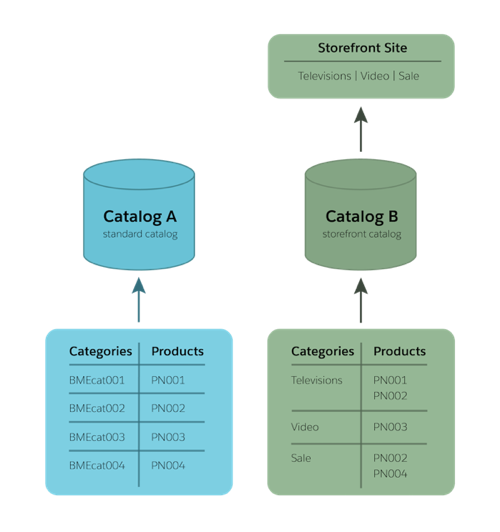 Storefront Site
Televisions | Video | Sale
Catalog A
standard catalog
Catalog B
storefront catalog
Categories Products
BMEcat001 PN001
BMEcat002 PN002
BMEcat003 PN003
BMEcat004 PN004
Categories Products
Televisions PN001
PN002
Video PN003
Sale PN002
PN004